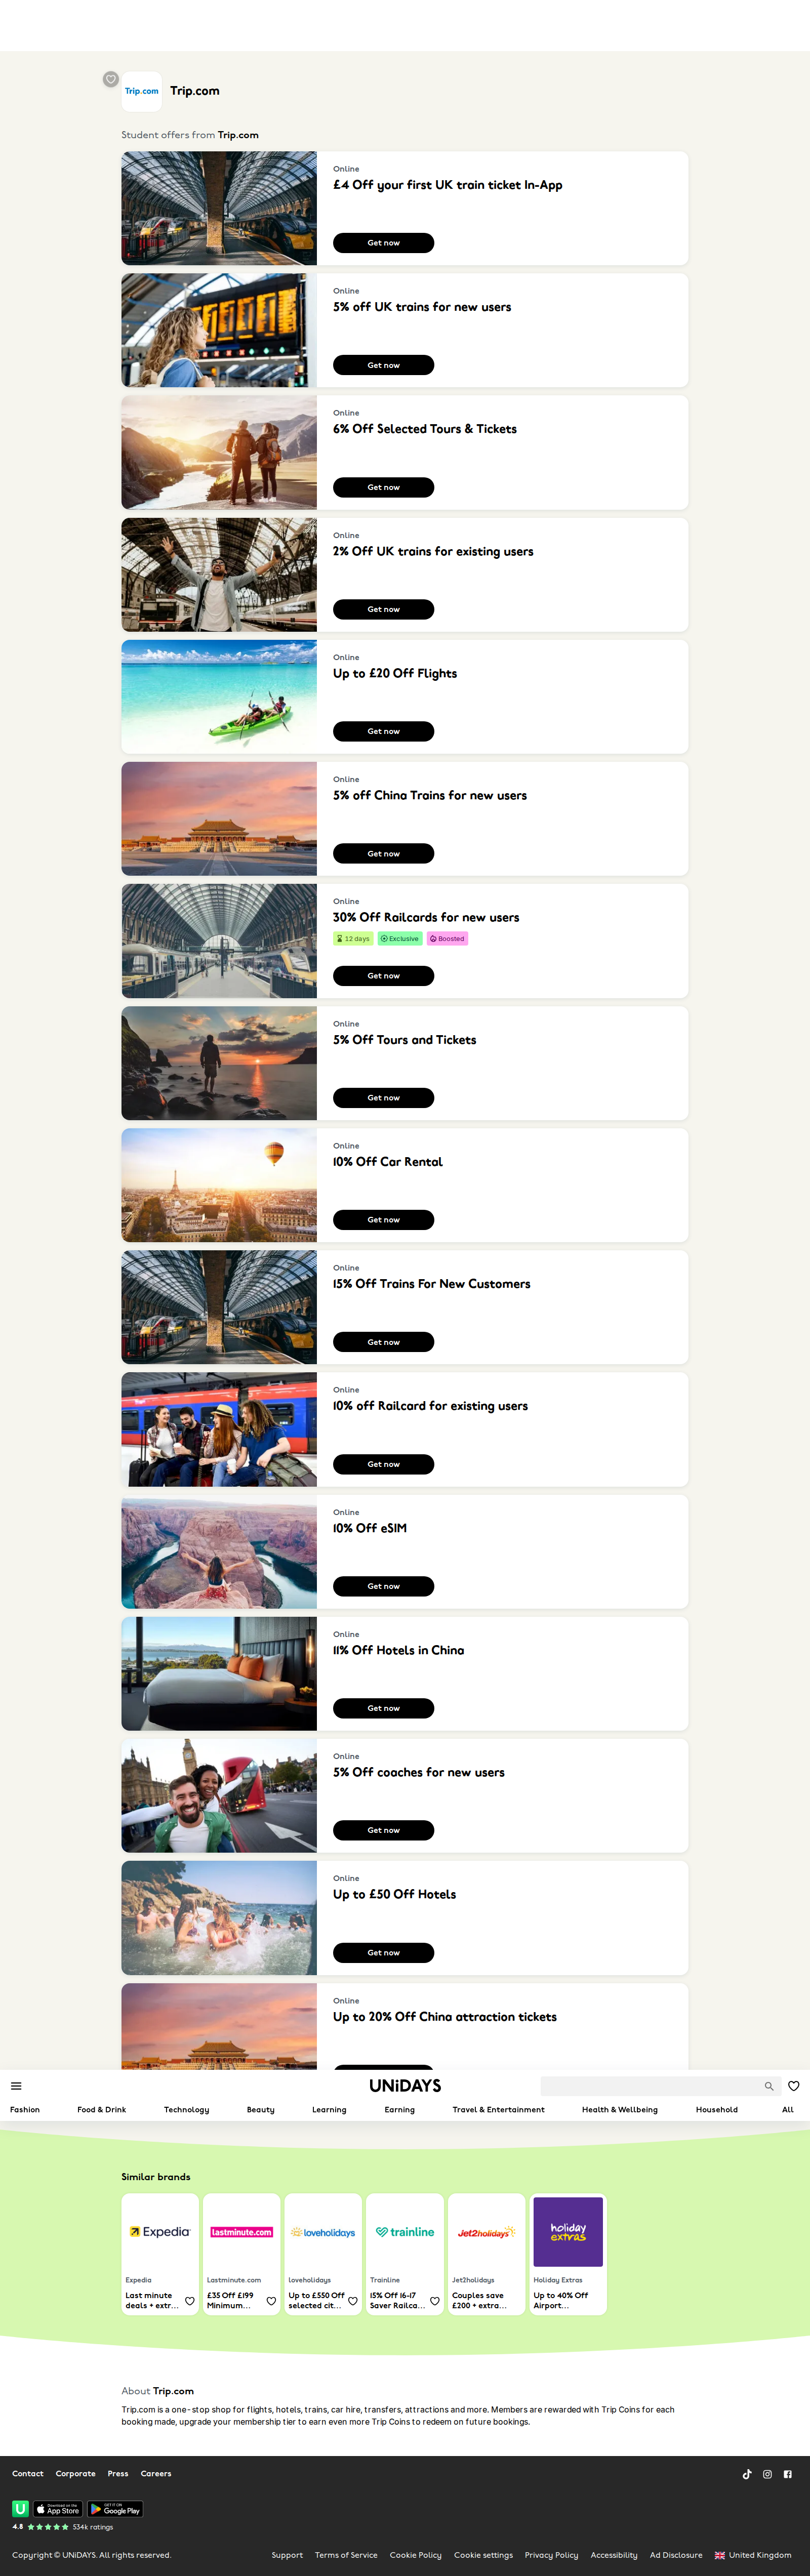 Trip.com
Trip.com
Student offers from Trip.com
Online
£4 Off your first UK train ticket In-App
Get now
Online
5% off UK trains for new users
Get now
Online
6% Off Selected Tours & Tickets
Get now
Online
2% Off UK trains for existing users
Get now
Online
Up to £20 Off Flights
Get now
Online
5% off China Trains for new users
Get now
Online
30% Off Railcards for new users
12 days Exclusive Boosted
Get now
Online
5% Off Tours and Tickets
Get now
Online
10% Off Car Rental
Get now
Online
15% Off Trains For New Customers
Get now
Online
10% off Railcard for existing users
Get now
Online
10% Off eSIM
Get now
Online
11% Off Hotels in China
Get now
Online
5% Off coaches for new users
Get now
Online
Up to £50 Off Hotels
Get now
Online
Up to 20% Off China attraction tickets
UNiDAYS
Fashion Food & Drink Technology Beauty Learning Earning Travel & Entertainment Health & Wellbeing Household All
Similar brands
Expedia
Expedia
Last minute
deals + extr...
lastminute.com
Lastminute.com
£35 Off £199
Minimum...
loveholidays
loveholidays
Up to £550 Off
selected cit...
trainline
Trainline
15% Off 16-17
Saver Railca...
Jet2holidays
Jet2holidays
Couples save
£200 + extra...
holiday
extras
Holiday Extras
Up to 40% Off
Airport...
About Trip.com
Trip.com is a one-stop shop for flights, hotels, trains, car hire, transfers, attractions and more. Members are rewarded with Trip Coins for each
booking made, upgrade your membership tier to earn even more Trip Coins to redeem on future bookings.
Contact Corporate Press Careers
U
Download on the
App Store
GET IT ON
Google Play
4.8 534k ratings
Copyright © UNiDAYS. All rights reserved. Support Terms of Service Cookie Policy Cookie settings Privacy Policy Accessibility Ad Disclosure United Kingdom